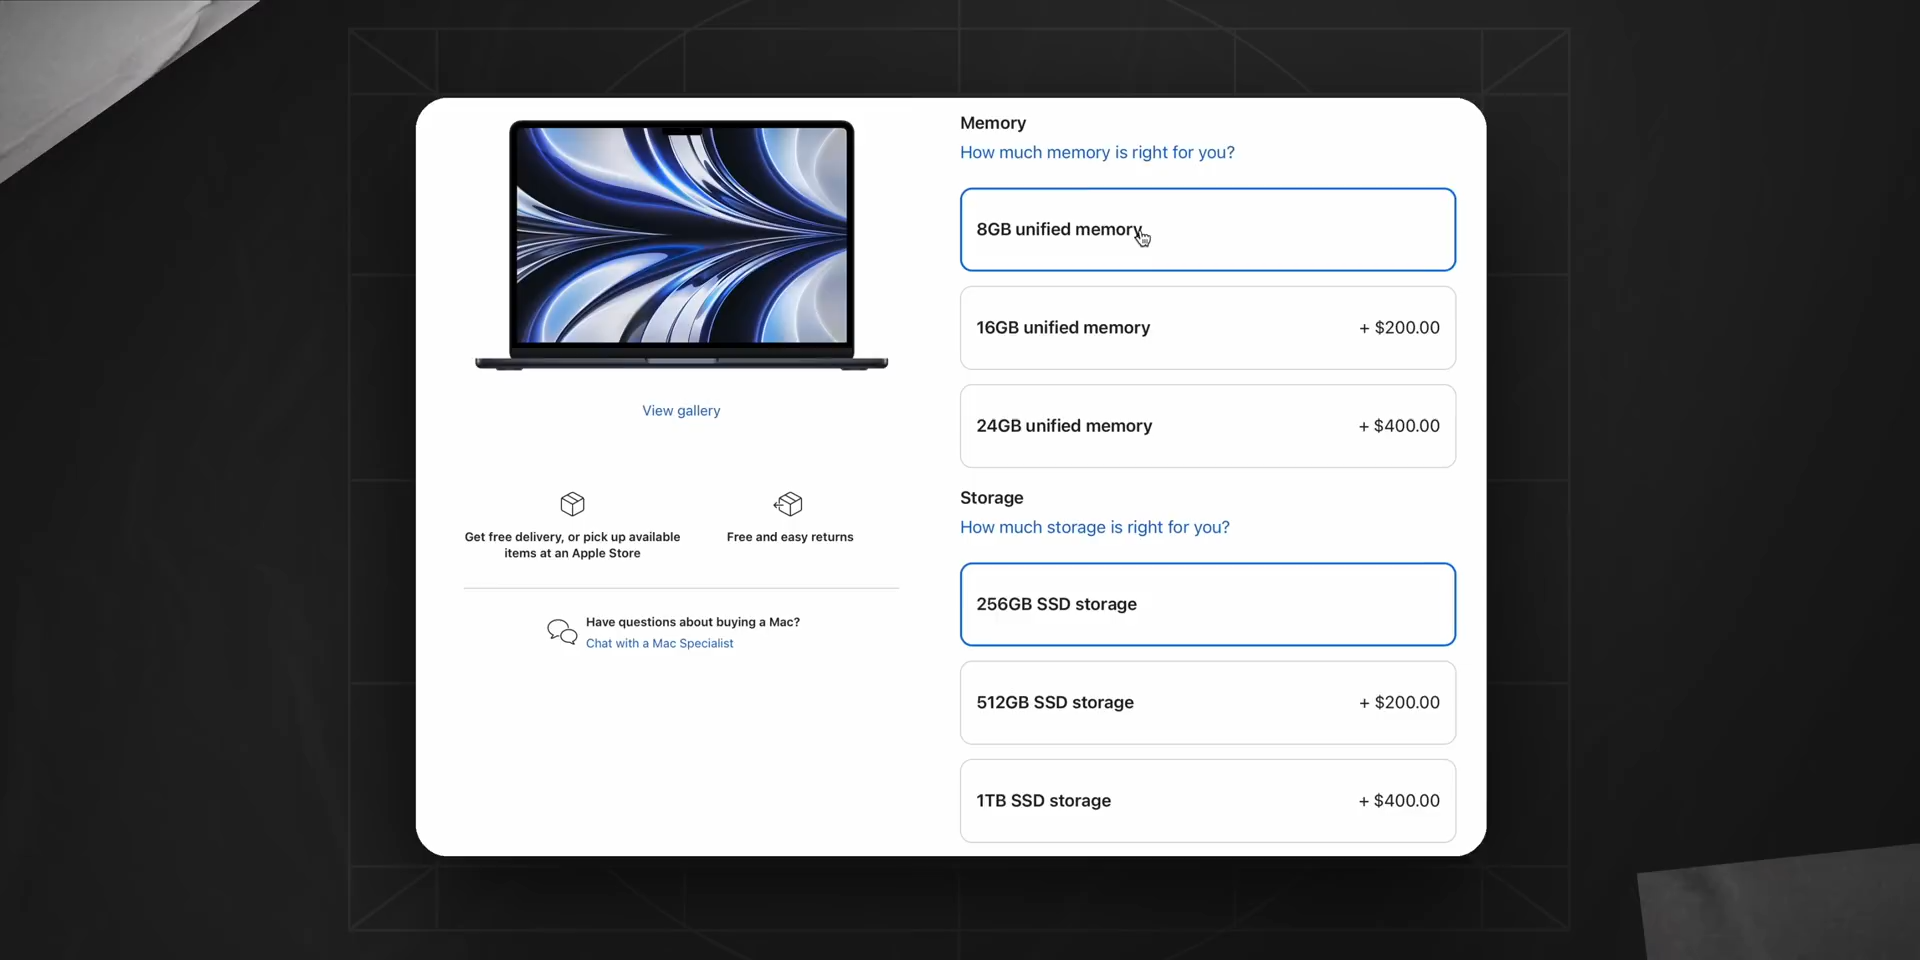 Memory
How much memory is right for you?
8GB unified memory
16GB unified memory + $200.00
24GB unified memory + $400.00
Storage
How much storage is right for you?
256GB SSD storage
512GB SSD storage + $200.00
1TB SSD storage + $400.00
View gallery
Get free delivery, or pick up available
items at an Apple Store
Free and easy returns
Have questions about buying a Mac?
Chat with a Mac Specialist